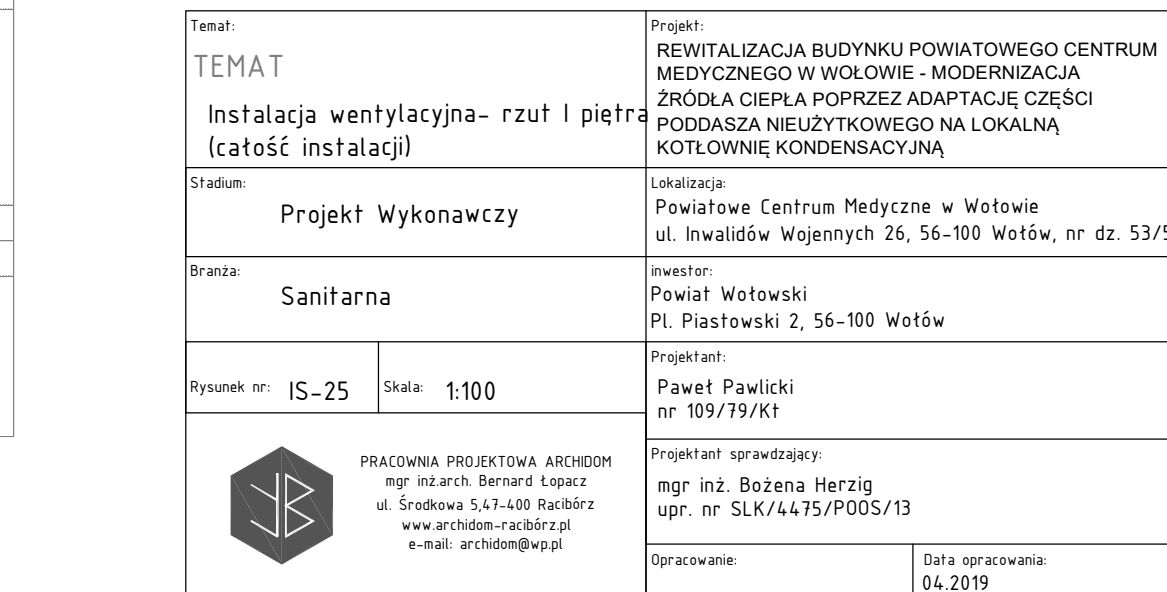 Temat:
TEMAT
Instalacja wentylacyjna- rzut I piętra
(całość instalacji)
Projekt:
REWITALIZACJA BUDYNKU POWIATOWEGO CENTRUM
MEDYCZNEGO W WOŁOWIE - MODERNIZACJA
ŹRÓDŁA CIEPŁA POPRZEZ ADAPTACJĘ CZĘŚCI
PODDASZA NIEUŻYTKOWEGO NA LOKALNĄ
KOTŁOWNIĘ KONDENSACYJNĄ
Stadium:
Projekt Wykonawczy
Lokalizacja:
Powiatowe Centrum Medyczne w Wołowie
ul. Inwalidów Wojennych 26, 56-100 Wołów, nr dz. 53/5
Branża:
Sanitarna
inwestor:
Powiat Wołowski
Pl. Piastowski 2, 56-100 Wołów
Rysunek nr: IS-25
Skala: 1:100
Projektant:
Paweł Pawlicki
nr 109/79/Kt
PRACOWNIA PROJEKTOWA ARCHIDOM
mgr inż.arch. Bernard Łopacz
ul. Środkowa 5,47-400 Racibórz
www.archidom-racibórz.pl
e-mail: archidom@wp.pl
Projektant sprawdzający:
mgr inż. Bożena Herzig
upr. nr SLK/4475/POOS/13
Opracowanie:
Data opracowania:
04.2019